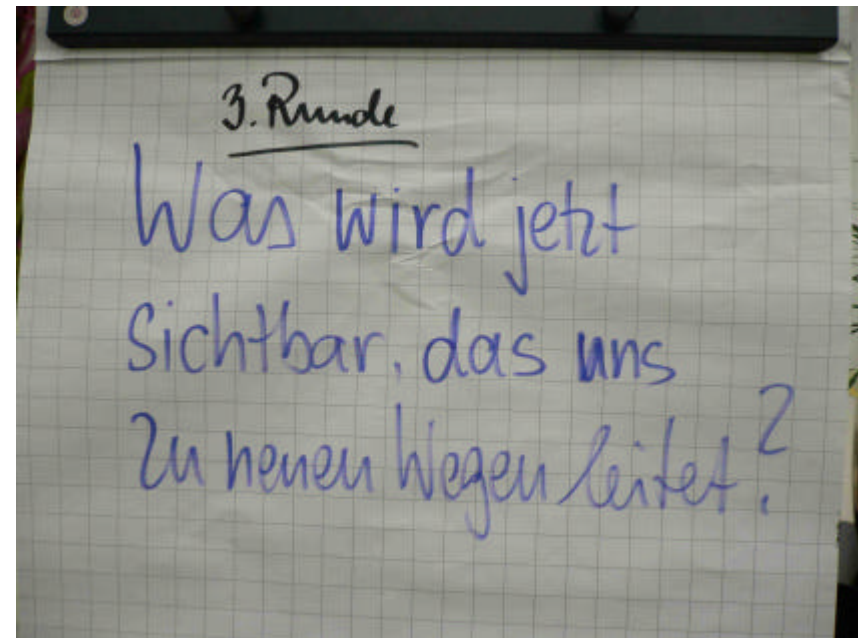 3. Runde
Was wird jetzt
Sichtbar, das uns
Zu neuen Wegen leitet?